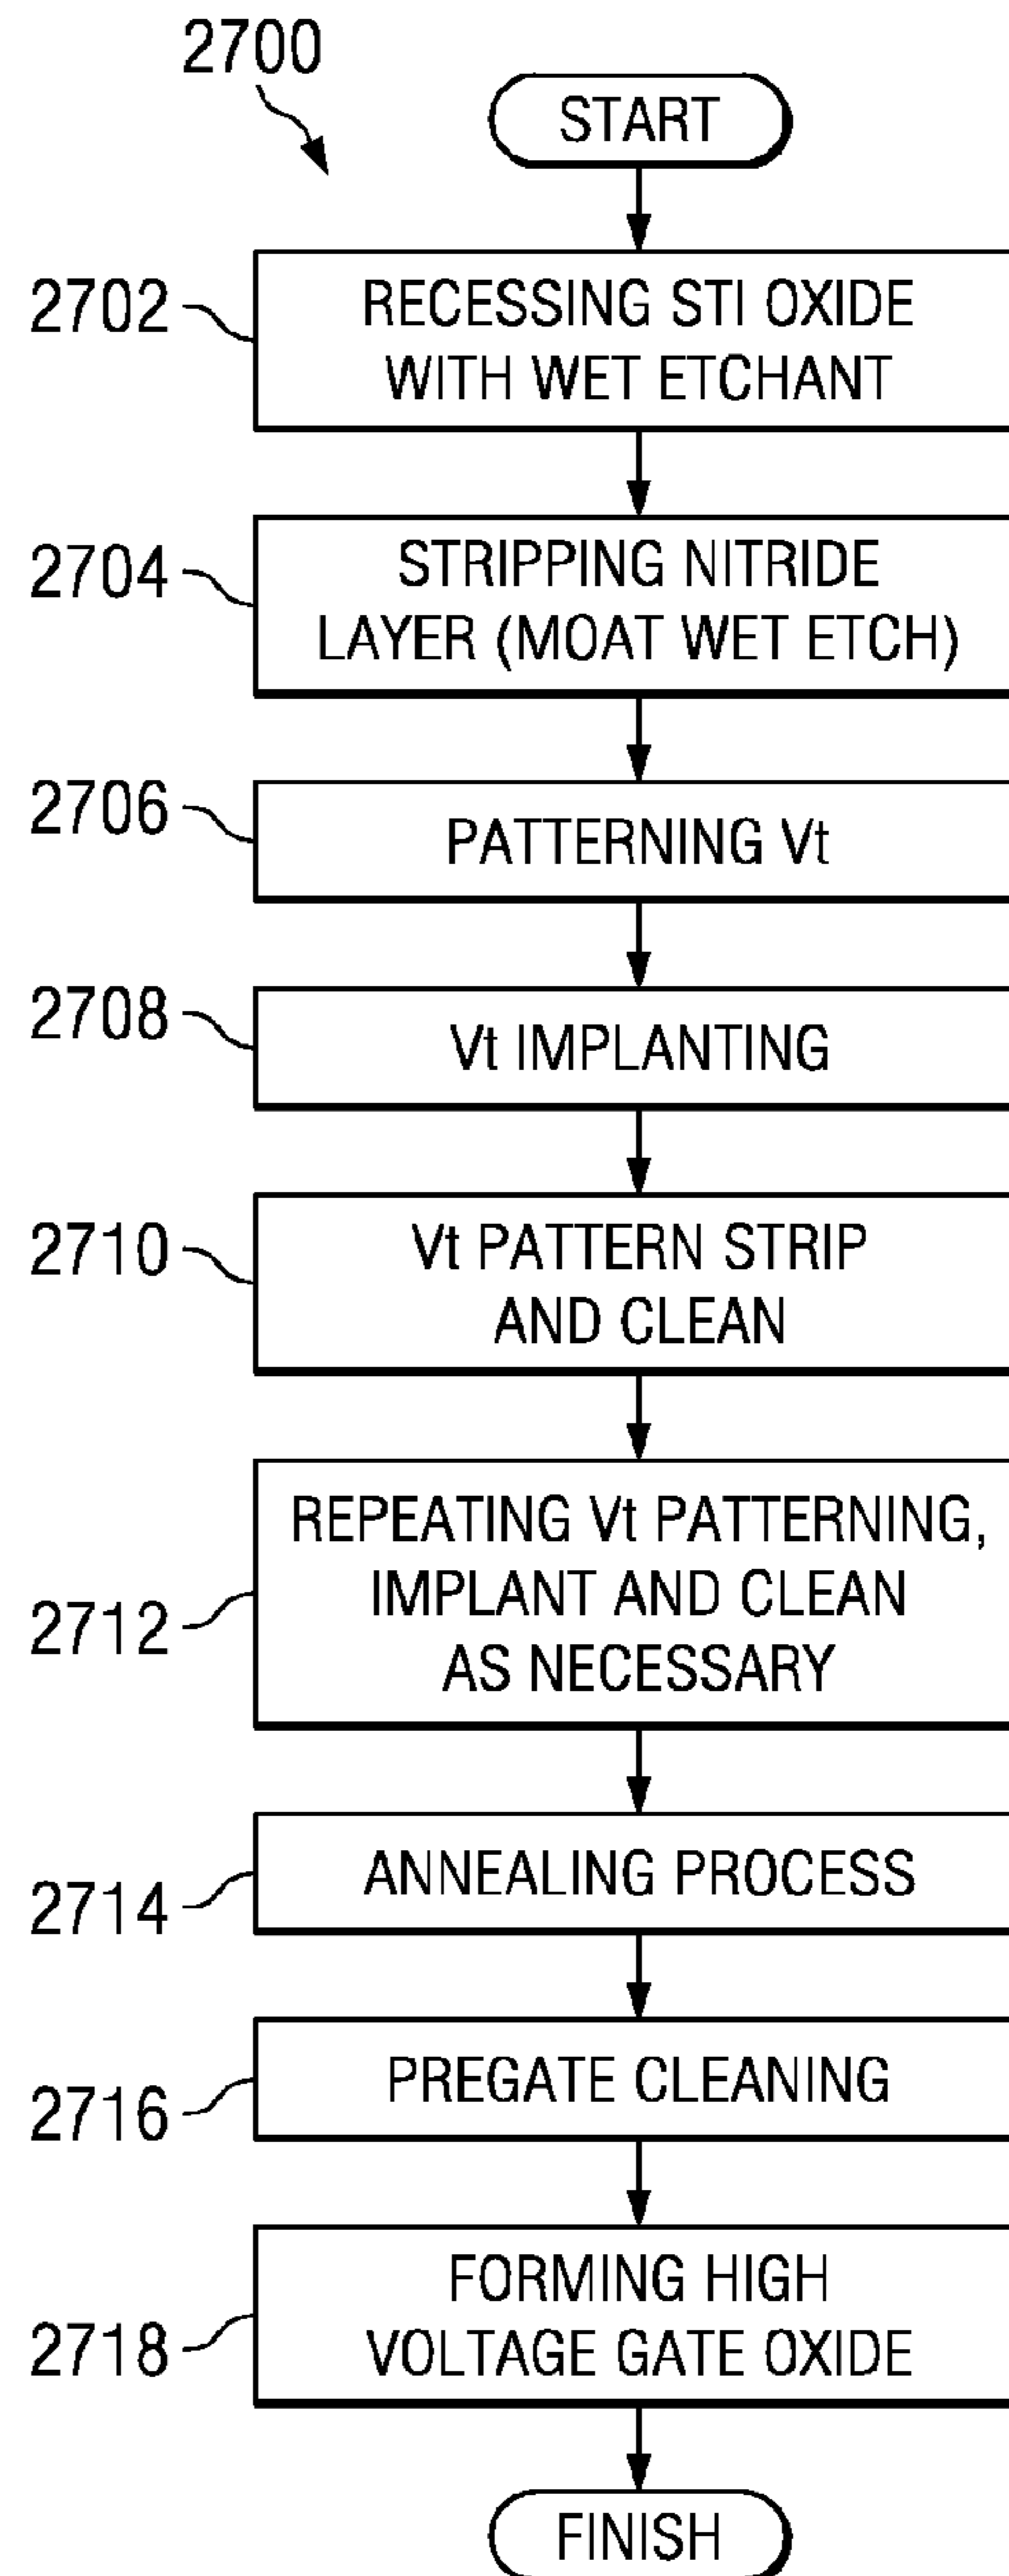 2700
START
2702
RECESSING STI OXIDE
WITH WET ETCHANT
2704
STRIPPING NITRIDE
LAYER (MOAT WET ETCH)
2706
PATTERNING Vt
2708
Vt IMPLANTING
2710
Vt PATTERN STRIP
AND CLEAN
2712
REPEATING Vt PATTERNING,
IMPLANT AND CLEAN
AS NECESSARY
2714
ANNEALING PROCESS
2716
PREGATE CLEANING
2718
FORMING HIGH
VOLTAGE GATE OXIDE
FINISH